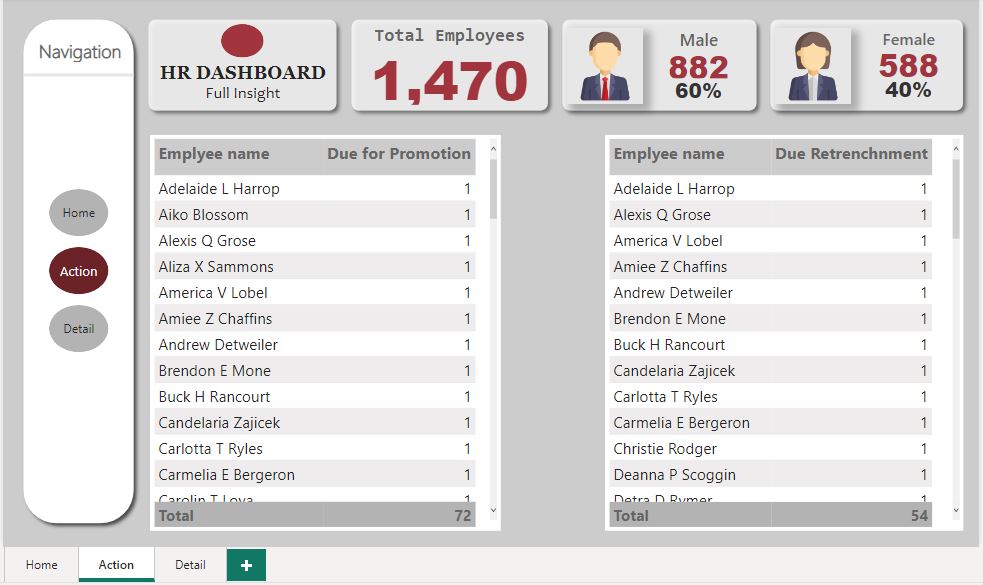 Navigation
HR DASHBOARD
Full Insight
Total Employees
1,470
Male
882
60%
Female
588
40%
Home
Action
Detail
Emplyee name Due for Promotion
Adelaide L Harrop 1
Aiko Blossom 1
Alexis Q Grose 1
Aliza X Sammons 1
America V Lobel 1
Amiee Z Chaffins 1
Andrew Detweiler 1
Brendon E Mone 1
Buck H Rancourt 1
Candelaria Zajicek 1
Carlotta T Ryles 1
Carmelia E Bergeron 1
Carolin T Loya 1
Total 72
Emplyee name Due Retrenchnment
Adelaide L Harrop 1
Alexis Q Grose 1
America V Lobel 1
Amiee Z Chaffins 1
Andrew Detweiler 1
Brendon E Mone 1
Buck H Rancourt 1
Candelaria Zajicek 1
Carlotta T Ryles 1
Carmelia E Bergeron 1
Christie Rodger 1
Deanna P Scoggin 1
Detra D Rymer 1
Total 54
Home Action Detail +